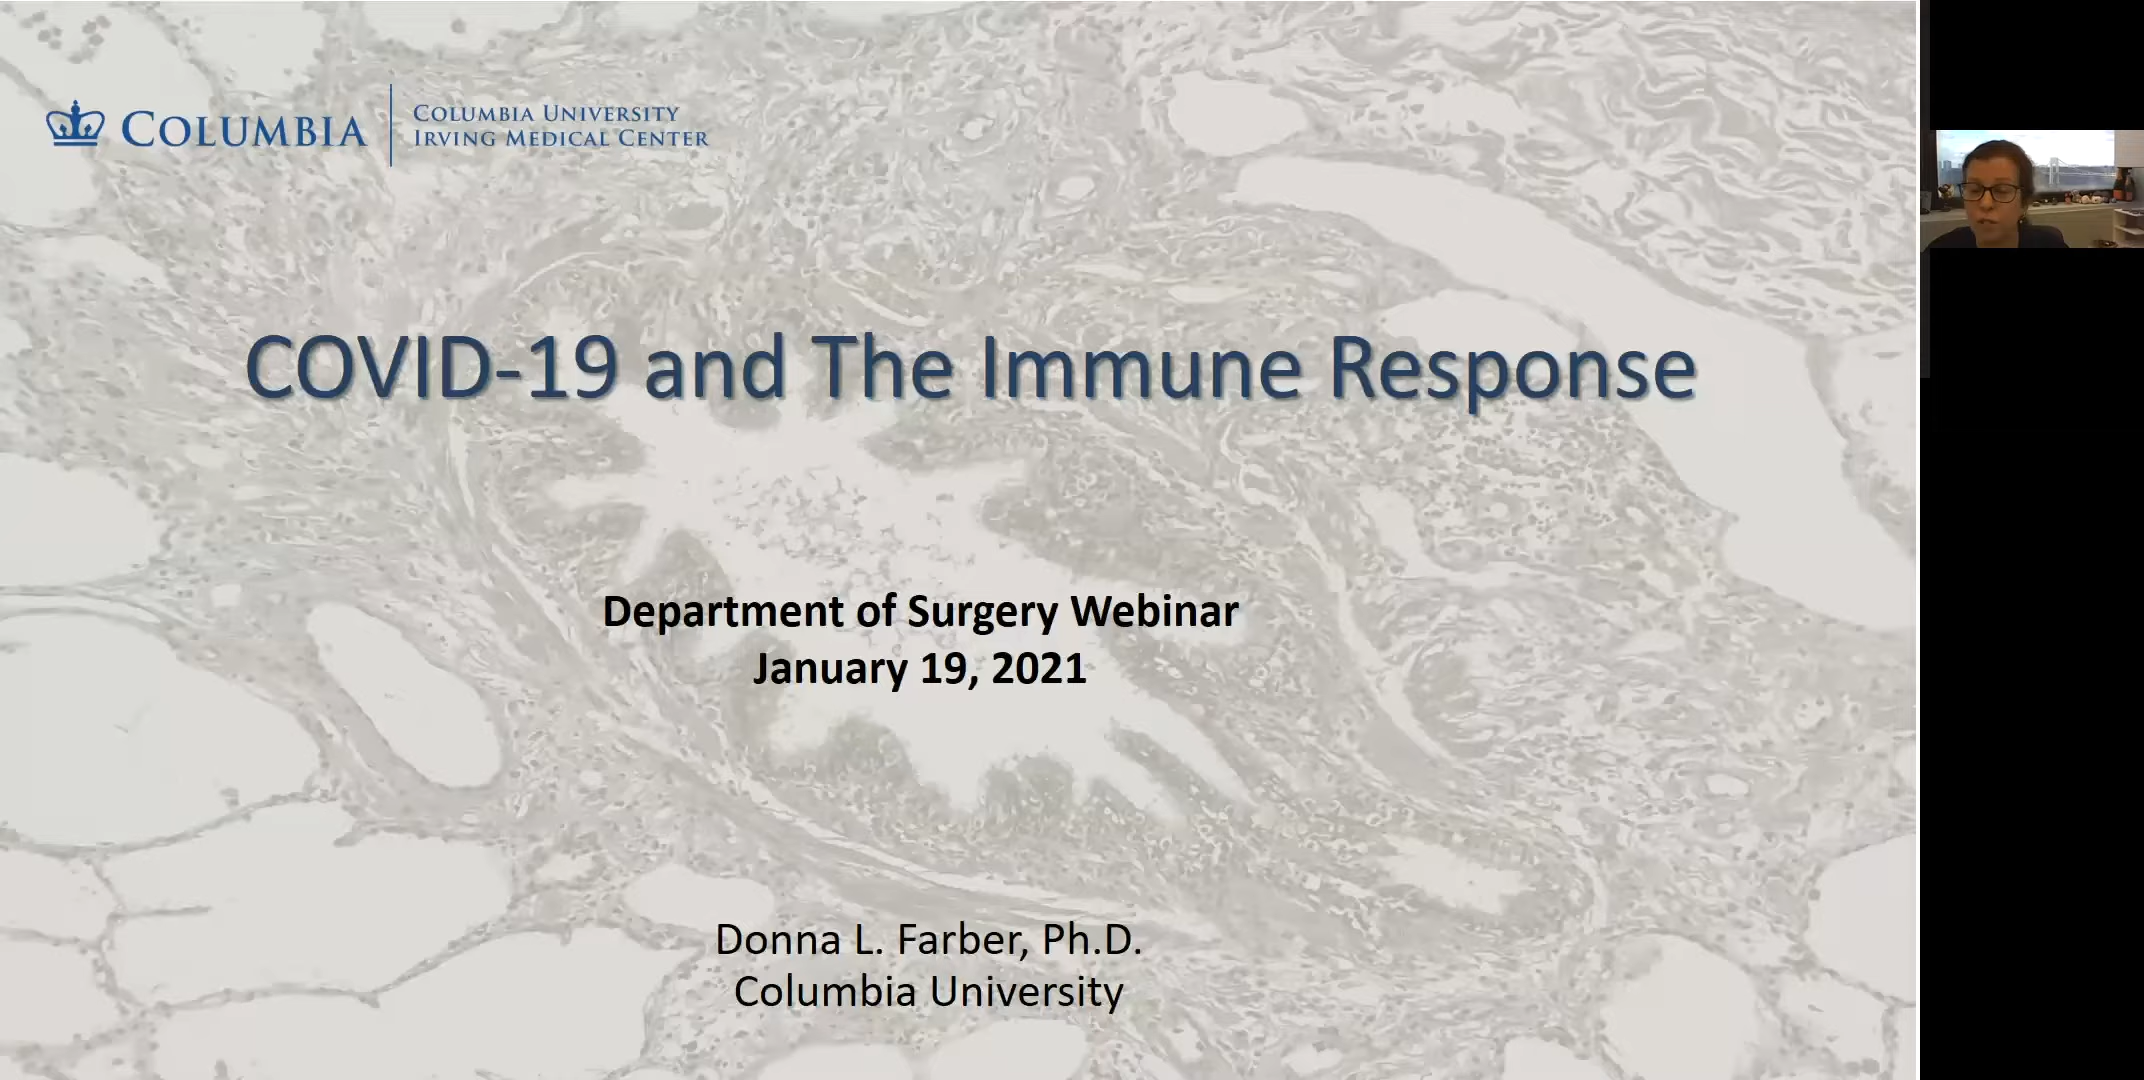 COLUMBIA
COLUMBIA UNIVERSITY
IRVING MEDICAL CENTER
COVID-19 and The Immune Response
Department of Surgery Webinar
January 19, 2021
Donna L. Farber, Ph.D.
Columbia University